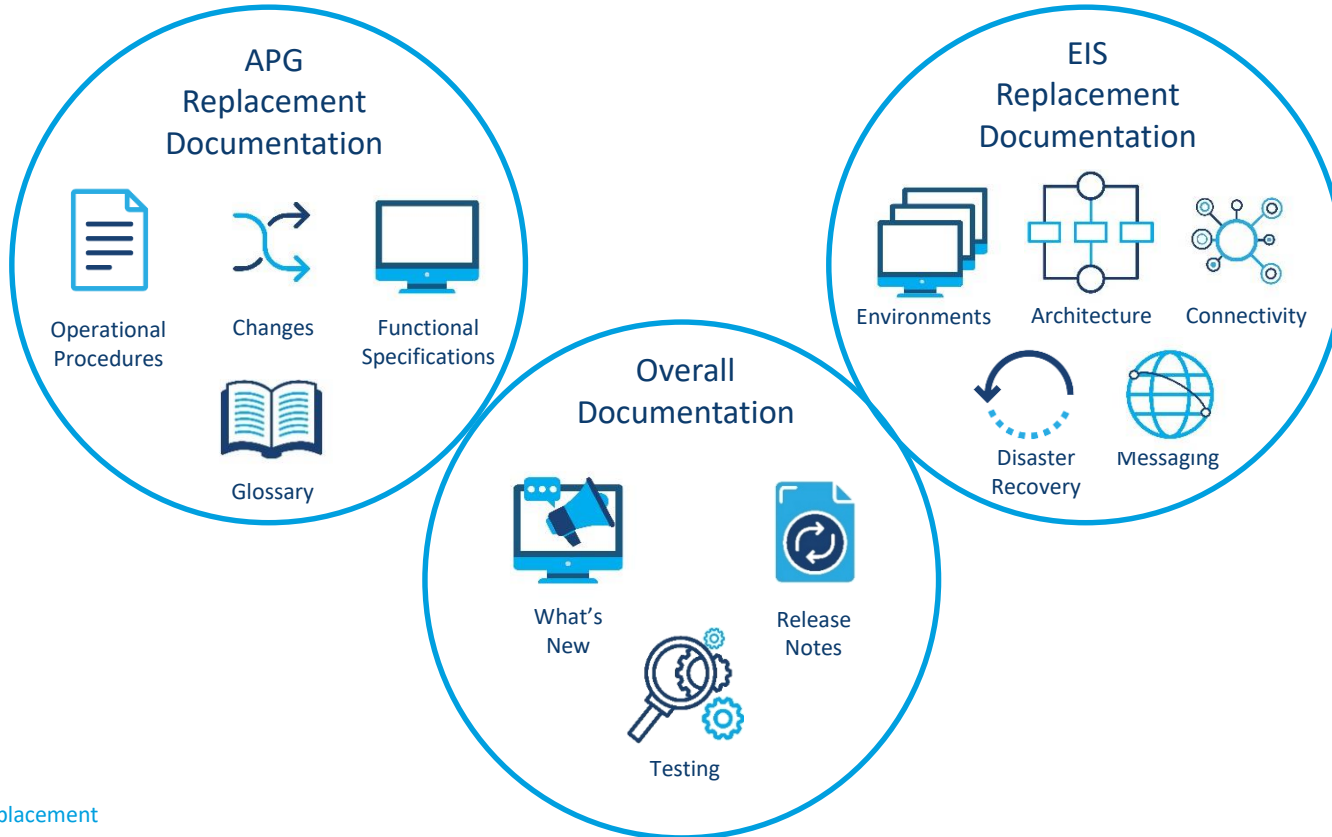 APG
Replacement
Documentation
Operational
Procedures
Changes
Functional
Specifications
Glossary
EIS
Replacement
Documentation
Environments
Architecture
Connectivity
Disaster
Recovery
Messaging
Overall
Documentation
What's
New
Release
Notes
Testing
placement